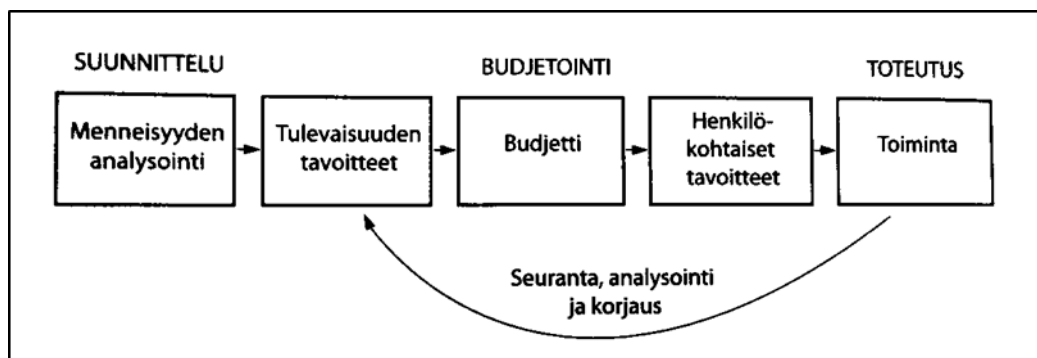 SUUNNITTELU
BUDJETOINTI
TOTEUTUS
Menneisyyden
analysointi
Tulevaisuuden
tavoitteet
Budjetti
Henkilö-
kohtaiset
tavoitteet
Toiminta
Seuranta, analysointi
ja korjaus